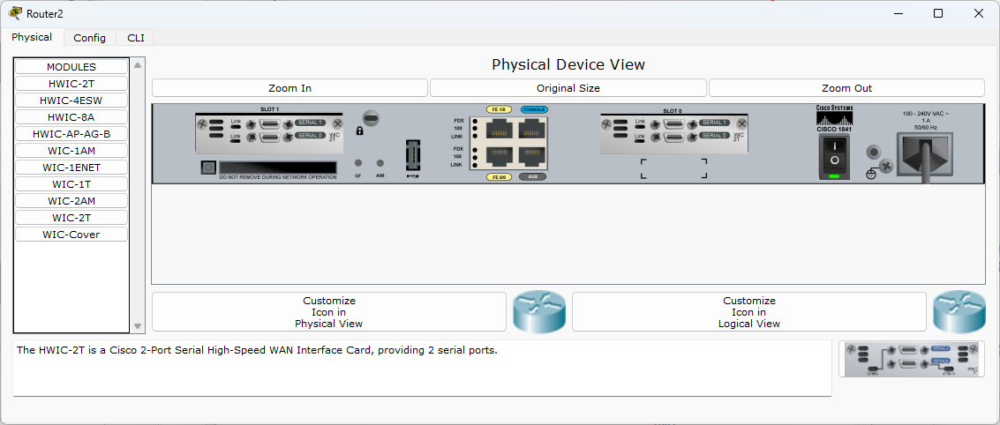 Router2
Physical
Config
CLI
MODULES
HWIC-2T
HWIC-4ESW
HWIC-8A
HWIC-AP-AG-B
WIC-1AM
WIC-1ENET
WIC-1T
WIC-2AM
WIC-2T
WIC-Cover
Physical Device View
Zoom In
Original Size
Zoom Out
SLOT 1
Link
SERIAL 1
Link
SERIAL 0
WIC
2T
DO NOT REMOVE DURING NETWORK OPERATION
CF
AIM
FE 1/0
CONSOLE
FDX
100
LINK
FDX
100
LINK
FE 0/0
AUX
SLOT 0
Link
SERIAL 1
Link
SERIAL 0
WIC
2T
CISCO SYSTEMS
CISCO 1841
100 - 240V VAC ~
1 A
50/60 Hz
Customize
Icon in
Physical View
Customize
Icon in
Logical View
The HWIC-2T is a Cisco 2-Port Serial High-Speed WAN Interface Card, providing 2 serial ports.